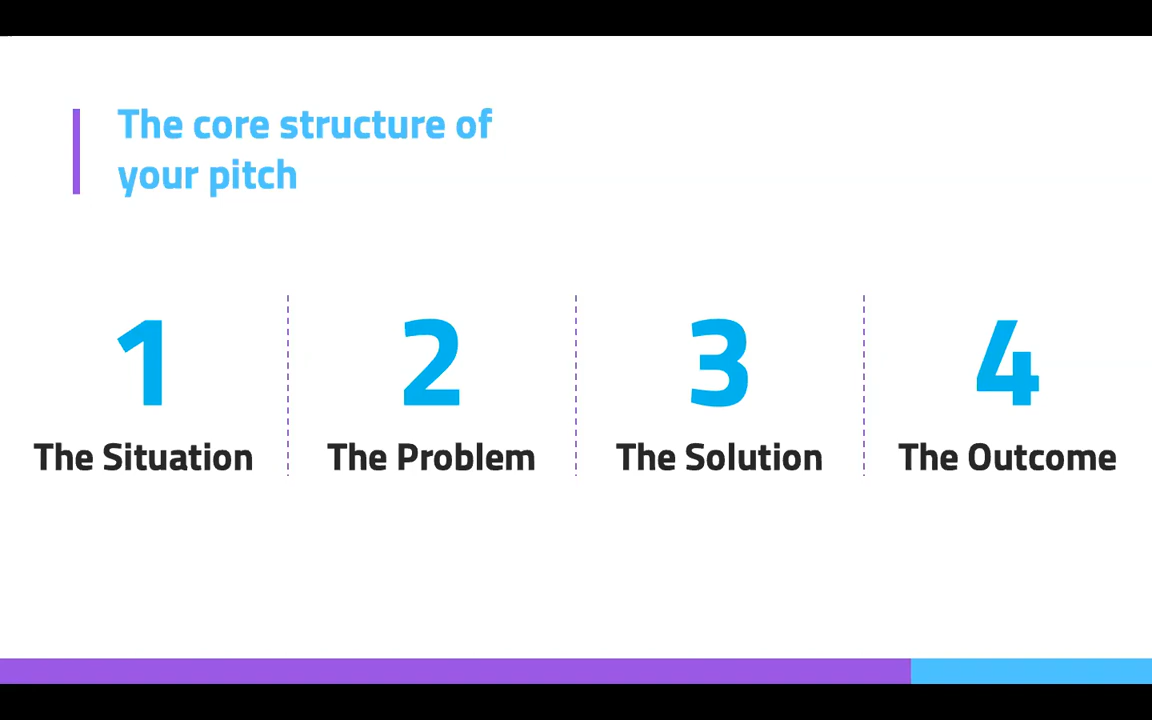 The core structure of
your pitch
1
The Situation
2
The Problem
3
The Solution
4
The Outcome